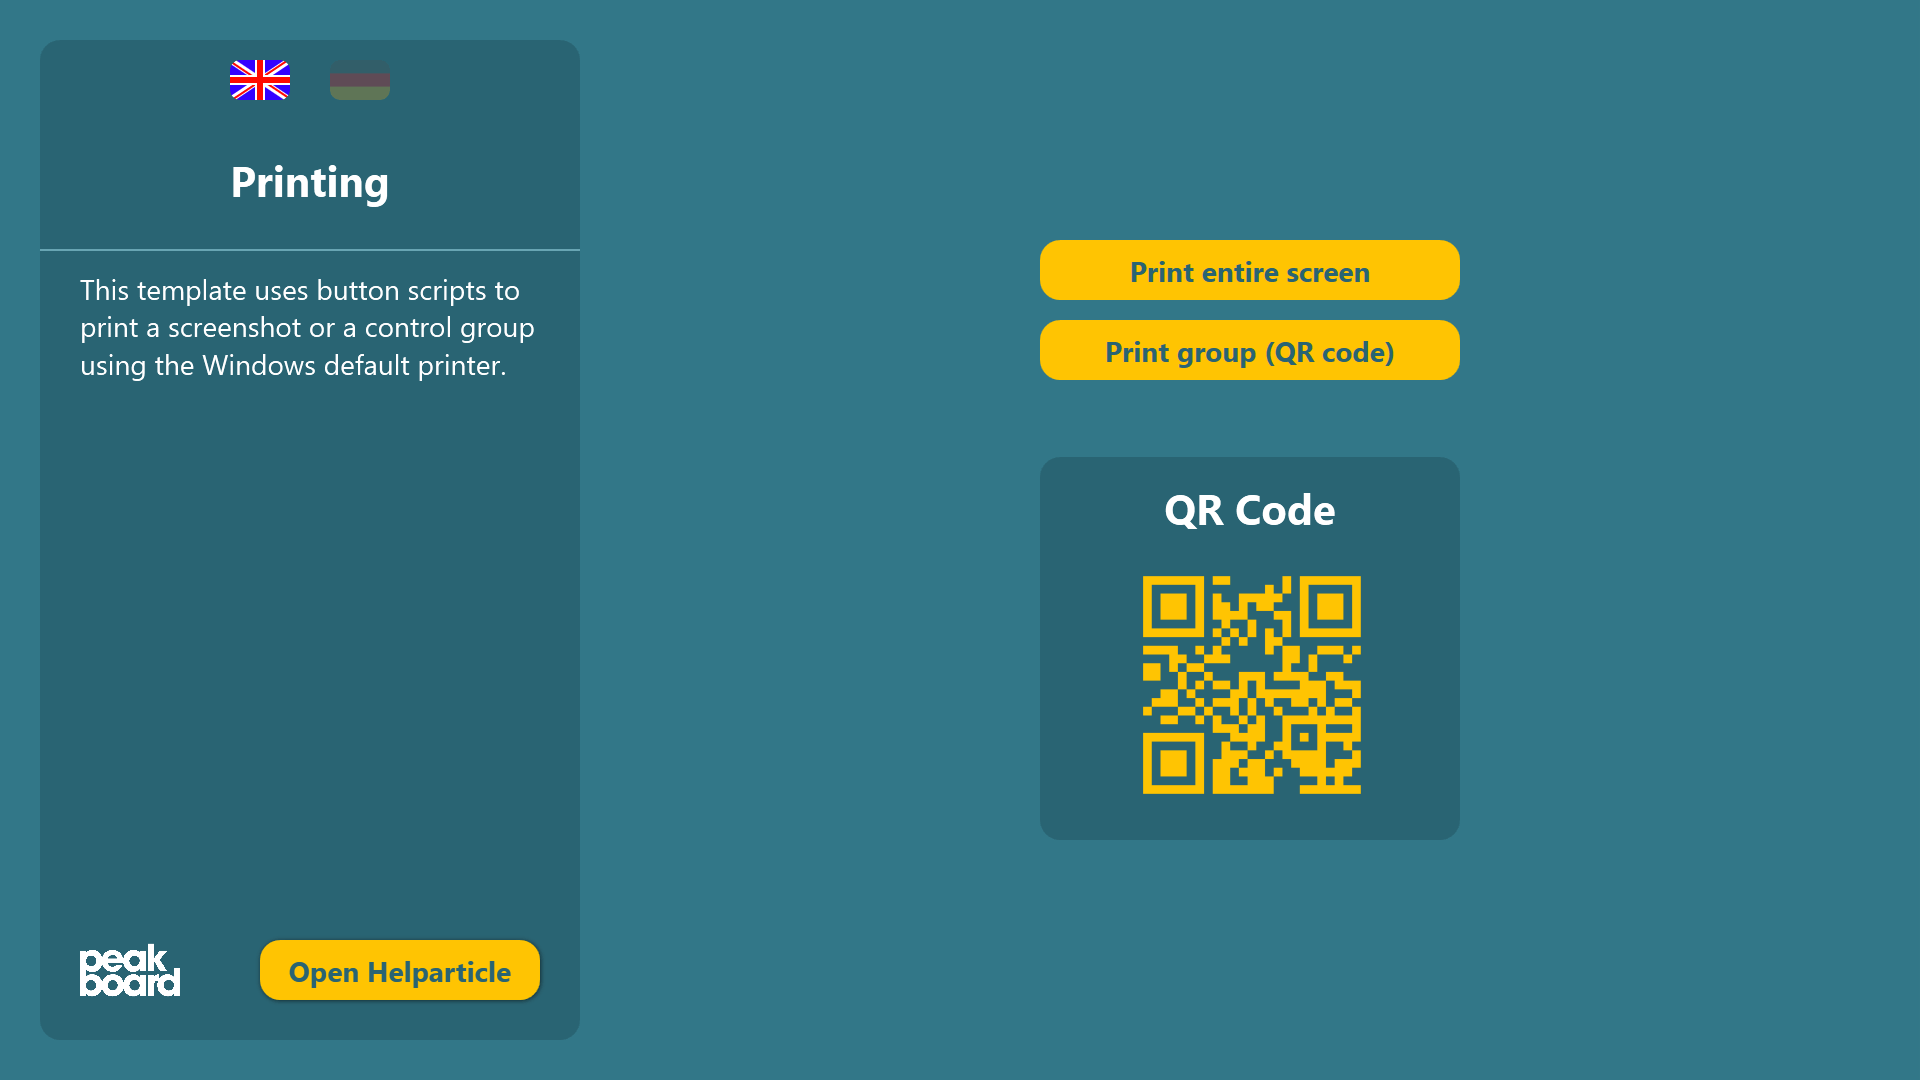 Printing
This template uses button scripts to
print a screenshot or a control group
using the Windows default printer.
peak
board
Open Helparticle
Print entire screen
Print group (QR code)
QR Code